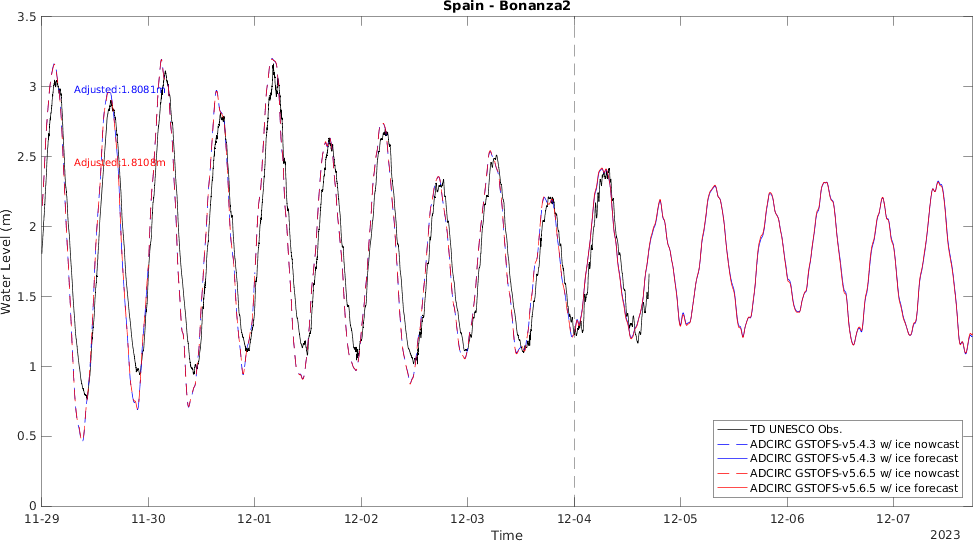 Spain - Bonanza2
3.5
3
2.5
2
1.5
1
0.5
0
Water Level (m)
Adjusted:1.8081m
Adjusted:1.8108m
TD UNESCO Obs.
ADCIRC GSTOFS-v5.4.3 w/ ice nowcast
ADCIRC GSTOFS-v5.4.3 w/ ice forecast
ADCIRC GSTOFS-v5.6.5 w/ ice nowcast
ADCIRC GSTOFS-v5.6.5 w/ ice forecast
11-29 11-30 12-01 12-02 12-03 12-04 12-05 12-06 12-07
Time
2023